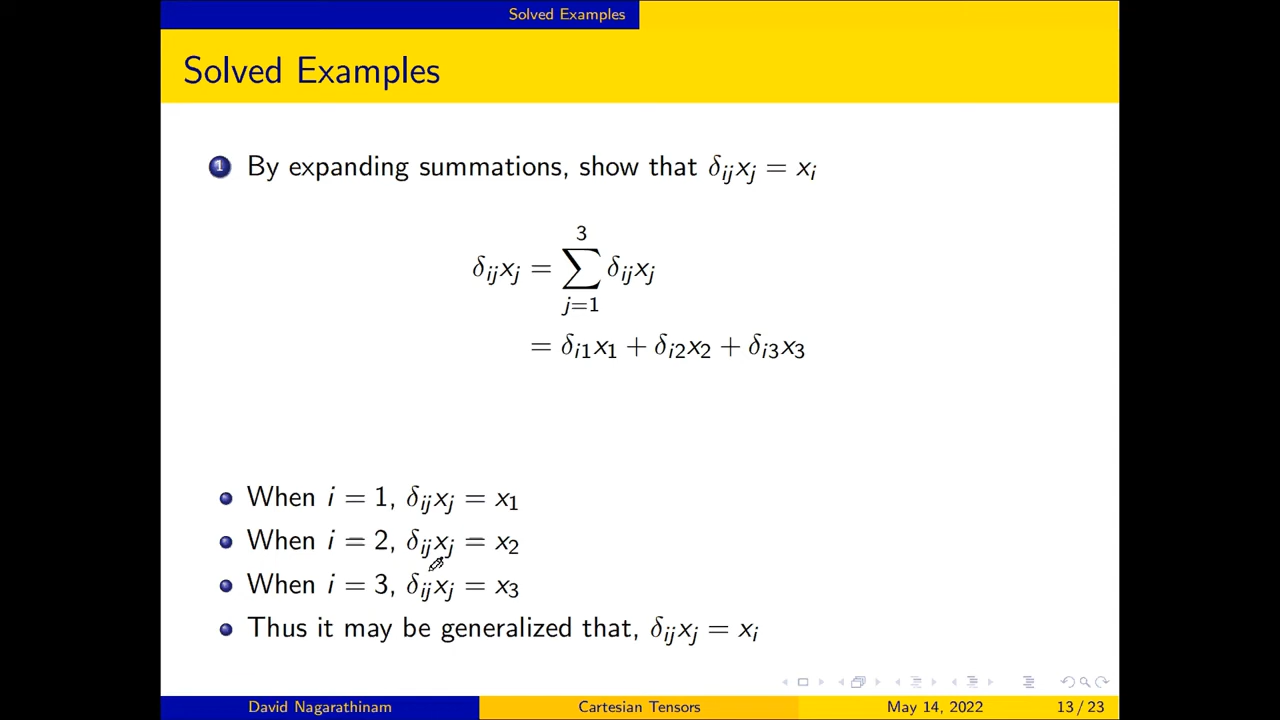 Solved Examples
Solved Examples
1 By expanding summations, show that δᵢⱼxⱼ = xᵢ
3
δᵢⱼxⱼ = ∑ δᵢⱼxⱼ
j=1
= δᵢ₁x₁ + δᵢ₂x₂ + δᵢ₃x₃
When i = 1, δᵢⱼxⱼ = x₁
When i = 2, δᵢⱼxⱼ = x₂
When i = 3, δᵢⱼxⱼ = x₃
Thus it may be generalized that, δᵢⱼxⱼ = xᵢ
David Nagarathinam Cartesian Tensors May 14, 2022 13 / 23